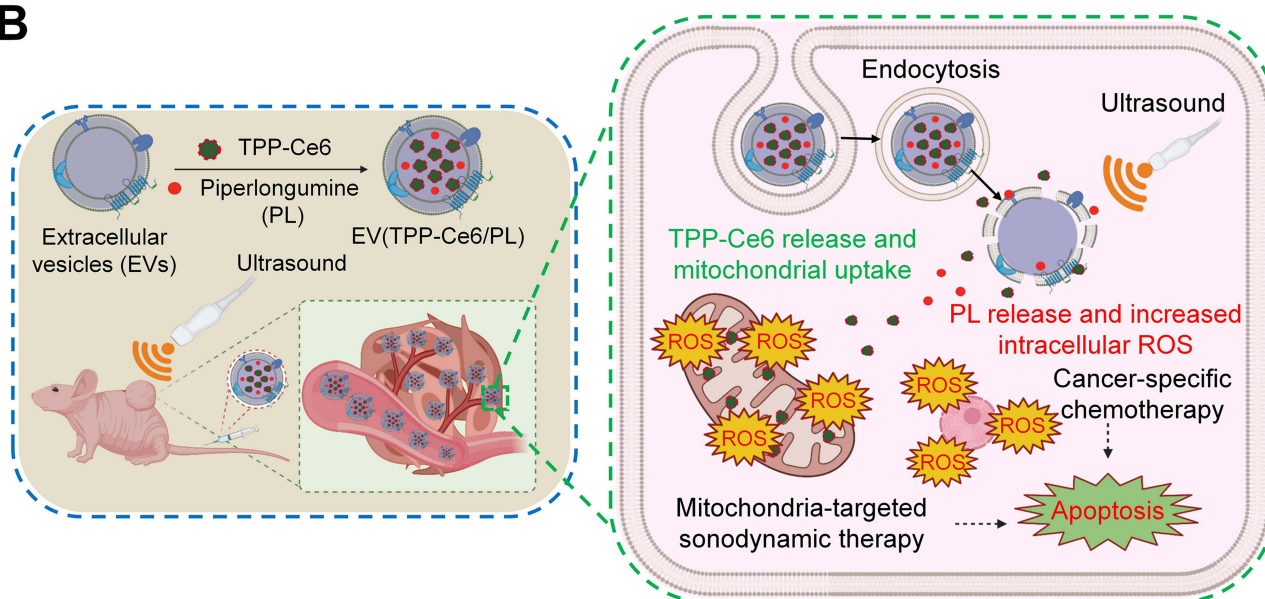 B
TPP-Ce6
Piperlongumine
(PL)
Extracellular
vesicles (EVs)
EV(TPP-Ce6/PL)
Ultrasound
Endocytosis
Ultrasound
TPP-Ce6 release and
mitochondrial uptake
PL release and increased
intracellular ROS
ROS
ROS
ROS
ROS
ROS
ROS
ROS
Cancer-specific
chemotherapy
Mitochondria-targeted
sonodynamic therapy
Apoptosis